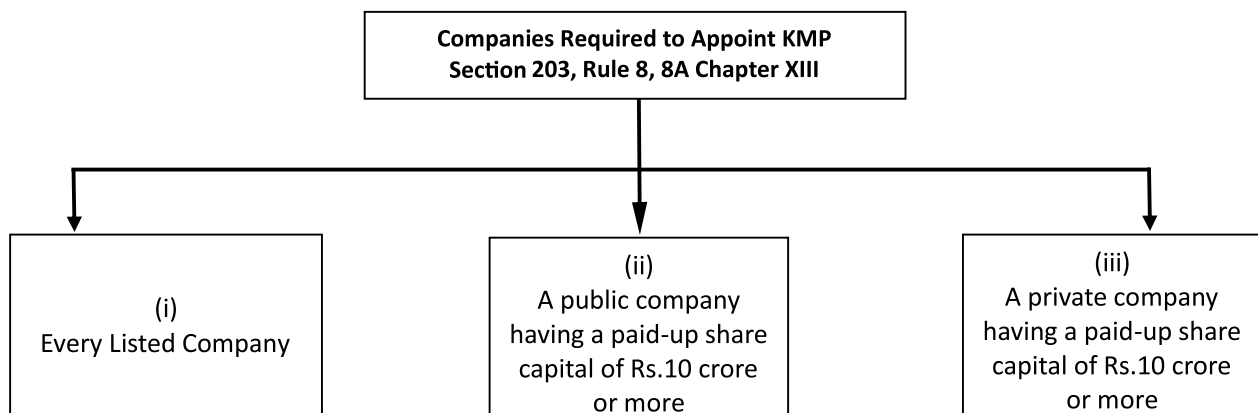 Companies Required to Appoint KMP
Section 203, Rule 8, 8A Chapter XIII
(i)
Every Listed Company
(ii)
A public company
having a paid-up share
capital of Rs.10 crore
or more
(iii)
A private company
having a paid-up share
capital of Rs.10 crore
or more